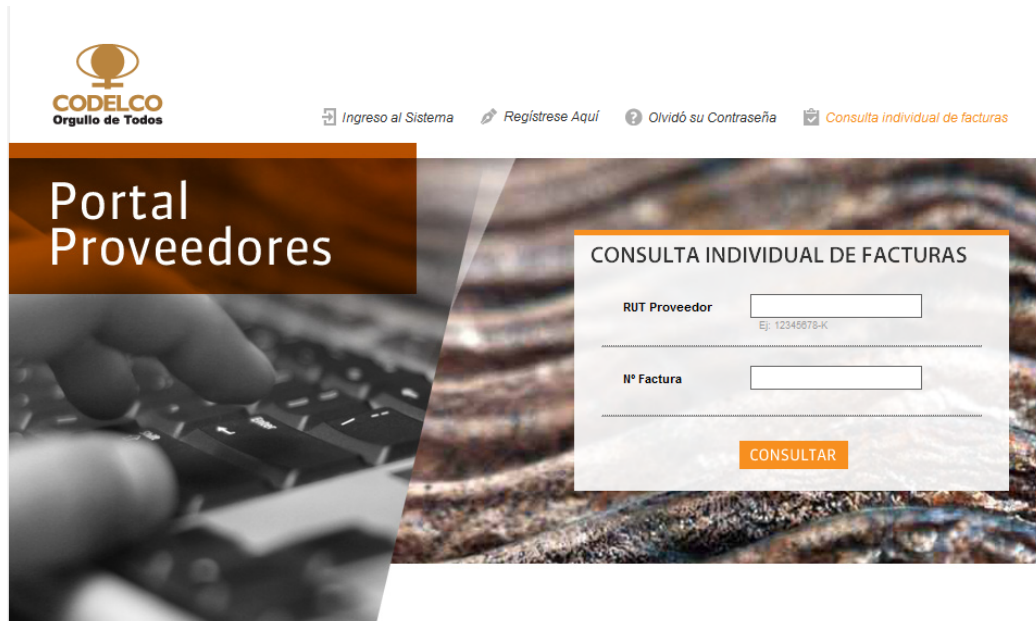 CODELCO
Orgullo de Todos
Ingreso al Sistema
Regístrese Aquí
Olvidó su Contraseña
Consulta individual de facturas
Portal
Proveedores
CONSULTA INDIVIDUAL DE FACTURAS
RUT Proveedor
Ej: 12345678-K
Nº Factura
CONSULTAR
Enter